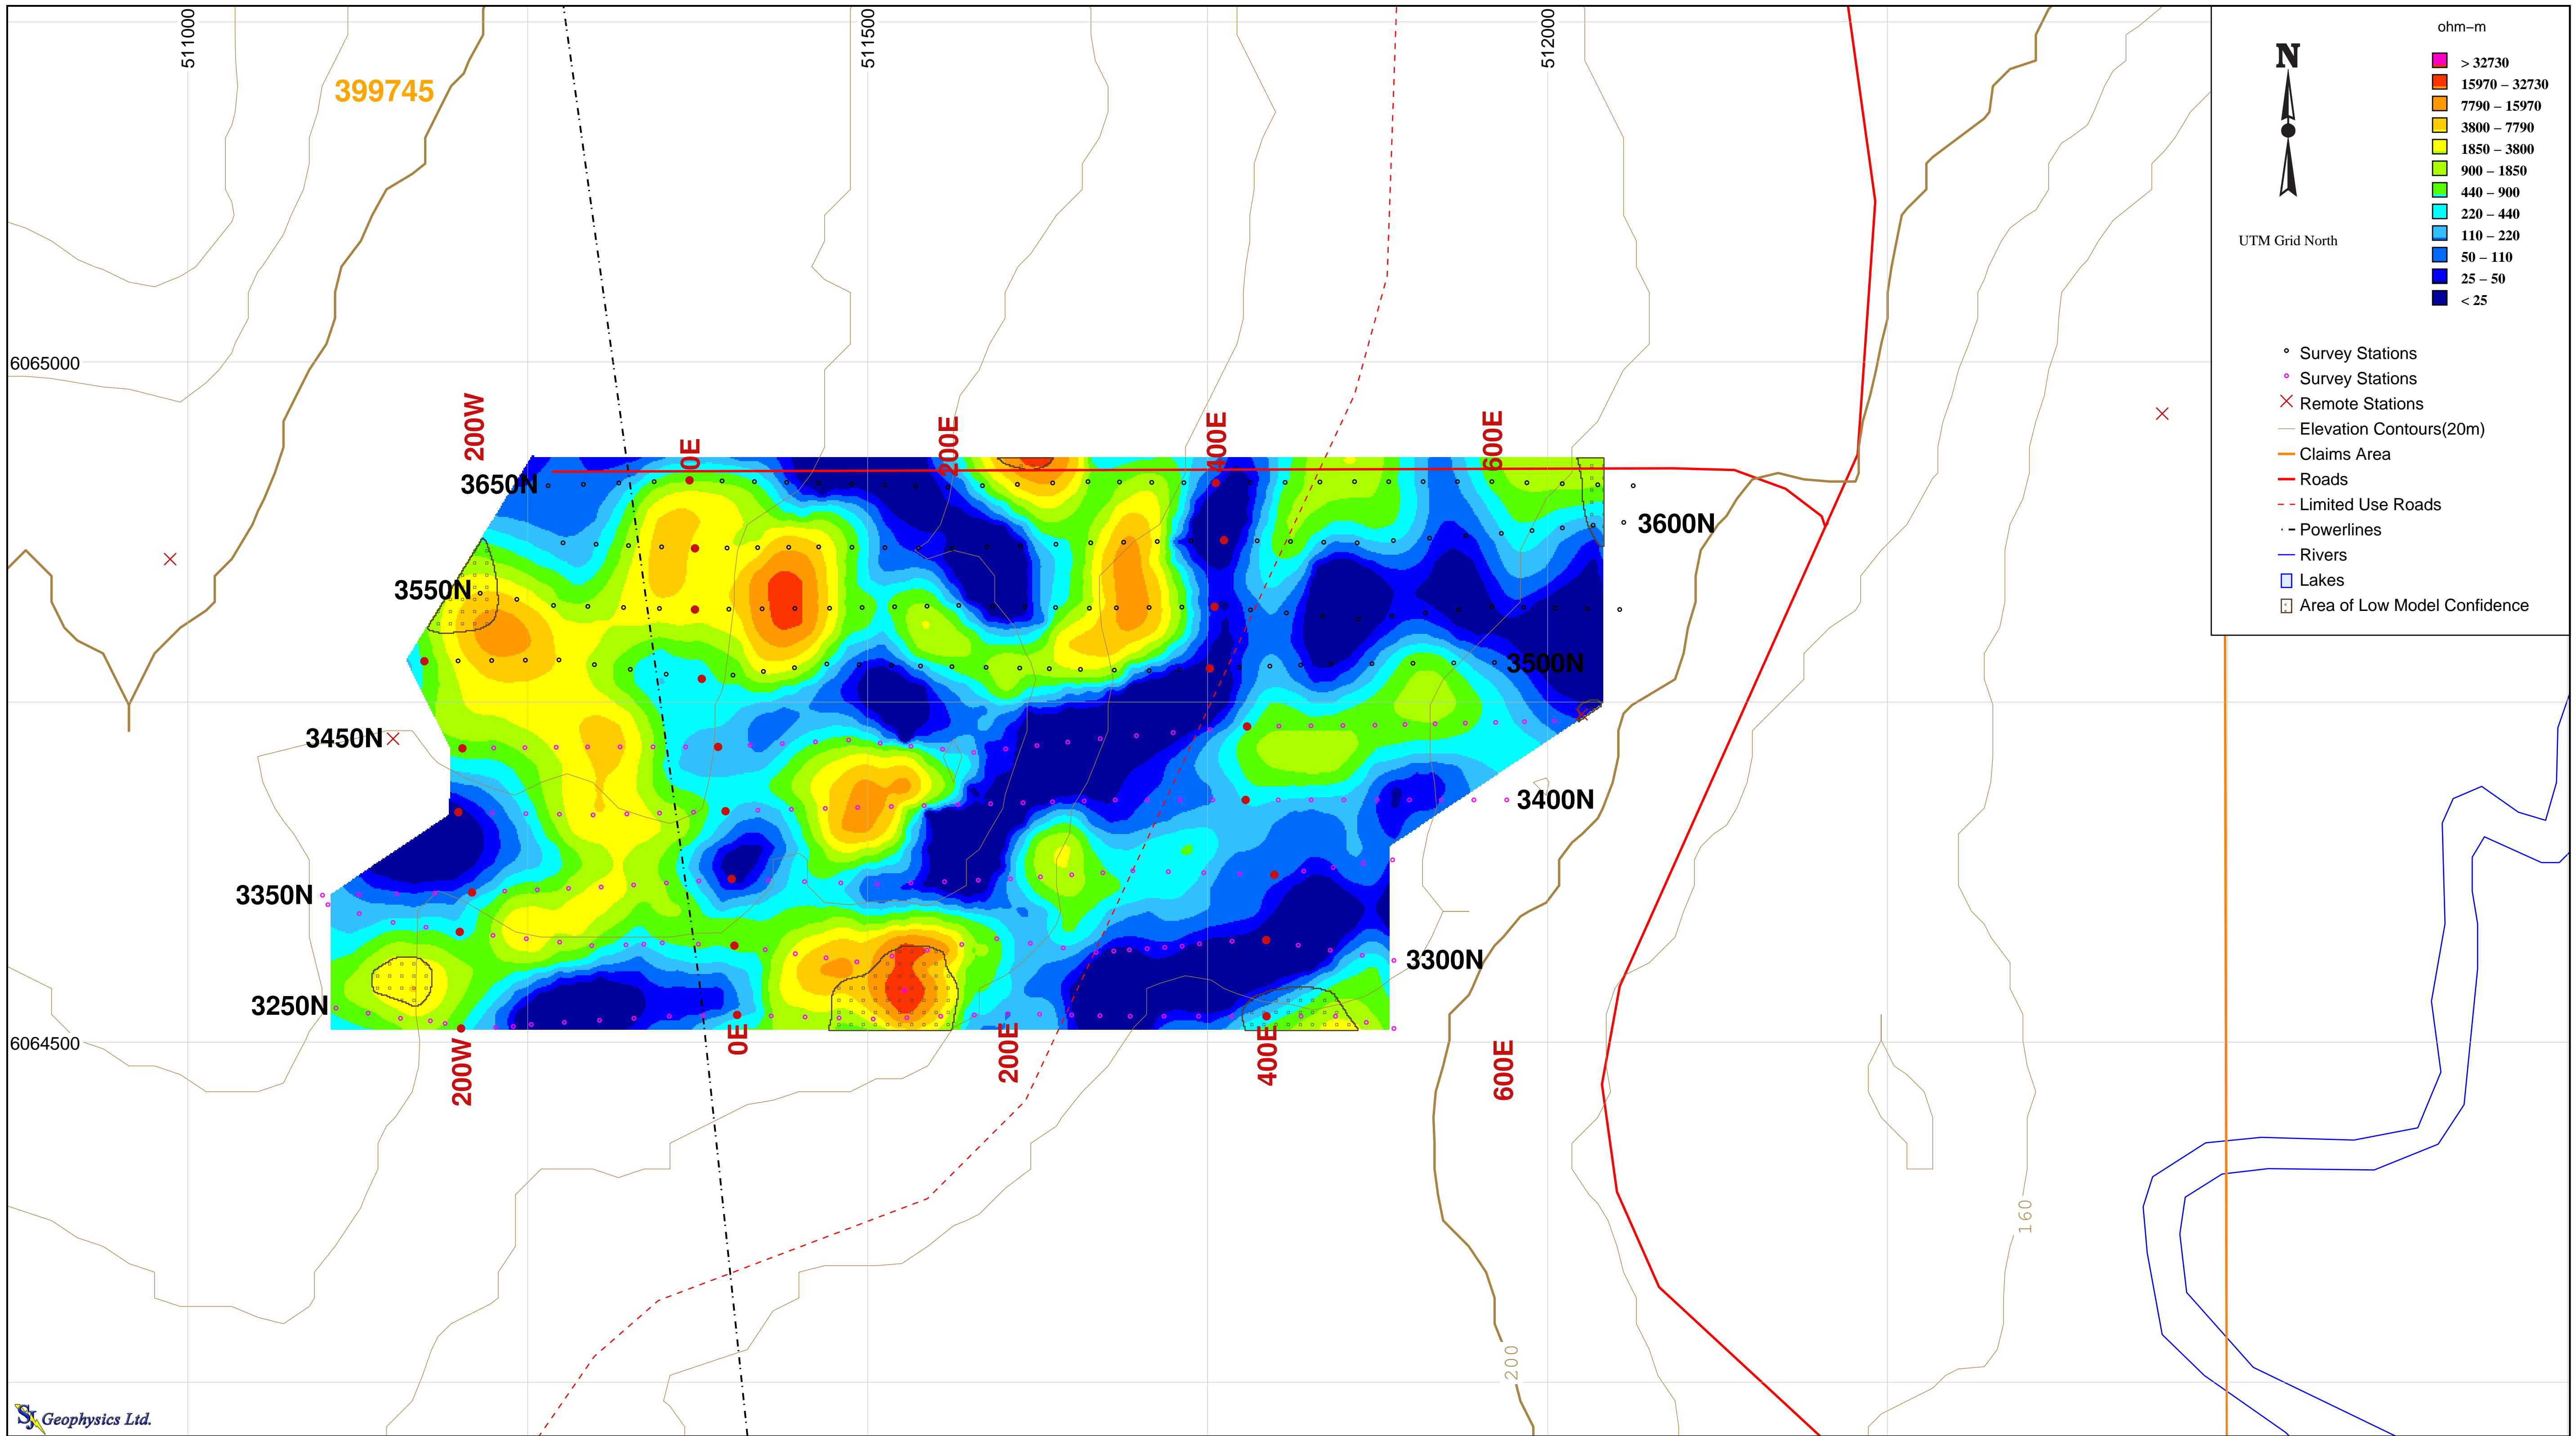 511000
511500
512000
399745
6065000
200W
0E
200E
400E
600E
3650N
3600N
3550N
3500N
3450N
3400N
3350N
3300N
3250N
6064500
200W
0E
200E
400E
600E
160
200
SJ Geophysics Ltd.
N
UTM Grid North
ohm–m
> 32730
15970 – 32730
7790 – 15970
3800 – 7790
1850 – 3800
900 – 1850
440 – 900
220 – 440
110 – 220
50 – 110
25 – 50
< 25
Survey Stations
Survey Stations
Remote Stations
Elevation Contours(20m)
Claims Area
Roads
Limited Use Roads
Powerlines
Rivers
Lakes
Area of Low Model Confidence